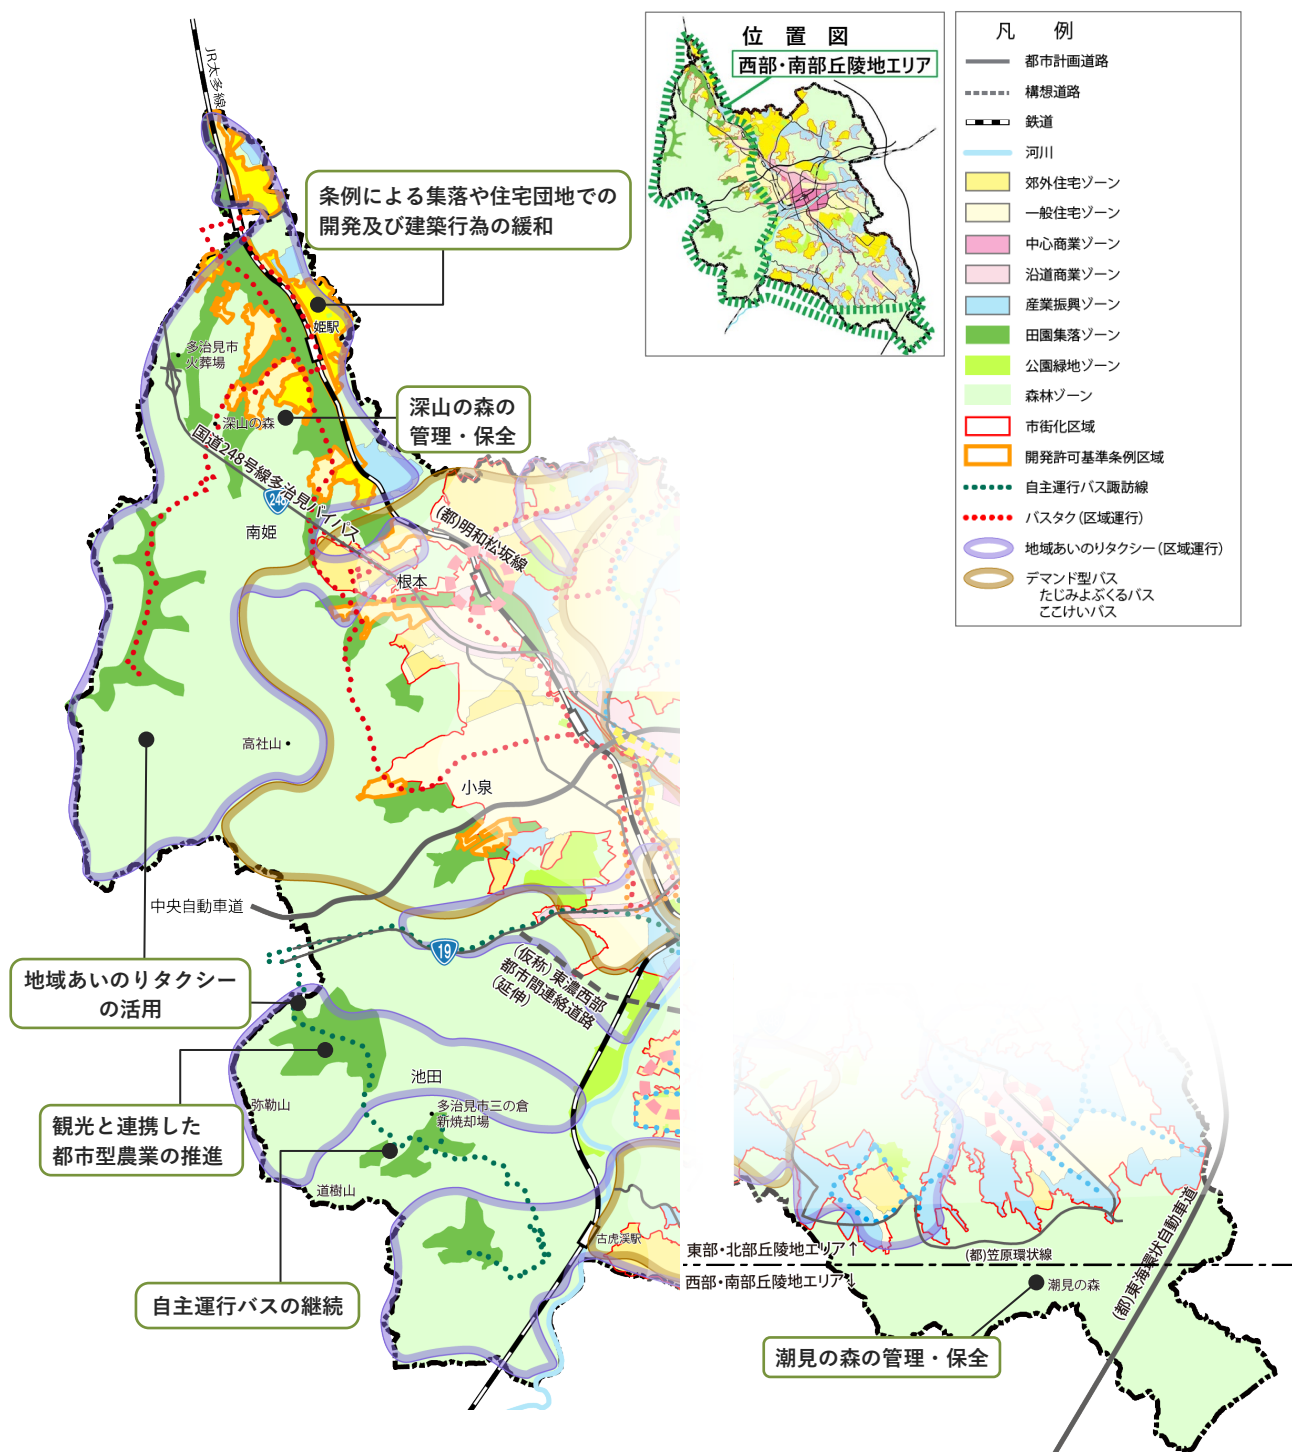 JR太多線
位置図
西部・南部丘陵地エリア
凡　例
都市計画道路
構想道路
鉄道
河川
郊外住宅ゾーン
一般住宅ゾーン
中心商業ゾーン
沿道商業ゾーン
産業振興ゾーン
田園集落ゾーン
公園緑地ゾーン
森林ゾーン
市街化区域
開発許可基準条例区域
自主運行バス諏訪線
バスタク（区域運行）
地域あいのりタクシー（区域運行）
デマンド型バス
たじみよぶくるバス
ここけいバス
条例による集落や住宅団地での
開発及び建築行為の緩和
姫駅
多治見市
火葬場
深山の森の
管理・保全
深山の森
国道248号線多治見バイパス
248
南姫
(都)明和松坂線
根本
高社山
小泉
中央自動車道
19
(仮称)東濃西部
都市間連絡道路
(延伸)
地域あいのりタクシー
の活用
池田
弥勒山
多治見市三の倉
新焼却場
観光と連携した
都市型農業の推進
道樹山
古虎渓駅
自主運行バスの継続
東部・北部丘陵地エリア↑
西部・南部丘陵地エリア↓
(都)笠原環状線
(都)東海環状自動車道
潮見の森
潮見の森の管理・保全